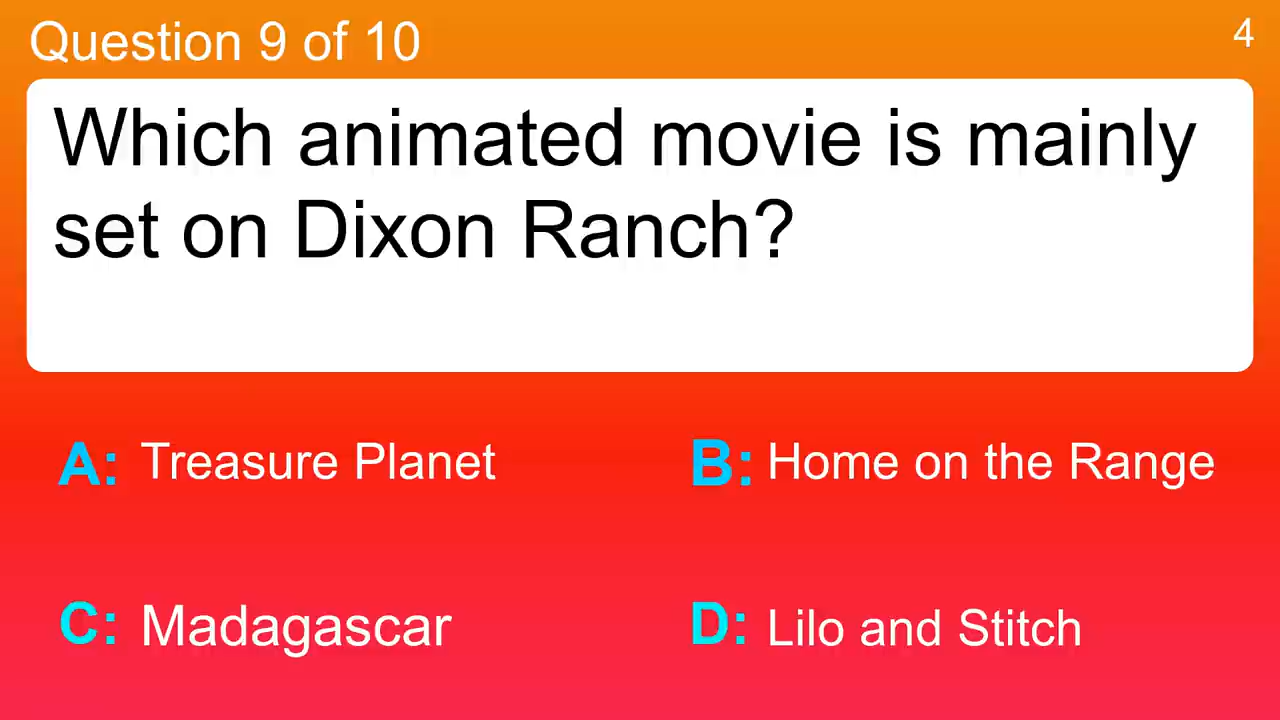 Question 9 of 10
4
Which animated movie is mainly
set on Dixon Ranch?
A: Treasure Planet
B: Home on the Range
C: Madagascar
D: Lilo and Stitch